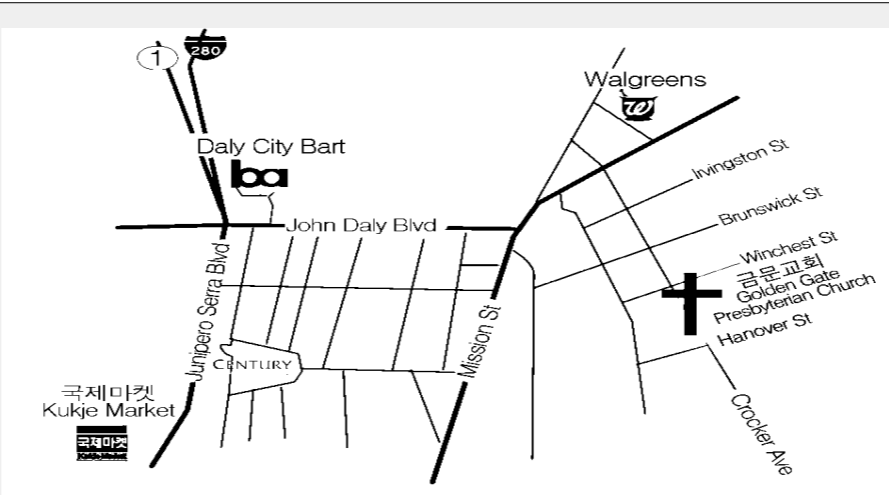 1
280
Walgreens
W
Daly City Bart
ba
Irvingston St
John Daly Blvd
Brunswick St
Winchest St
금문교회
Golden Gate
Presbyterian Church
Hanover St
Junipero Serra Blvd
Mission St
CENTURY
국제마켓
Kukje Market
국제마켓
Crocker Ave